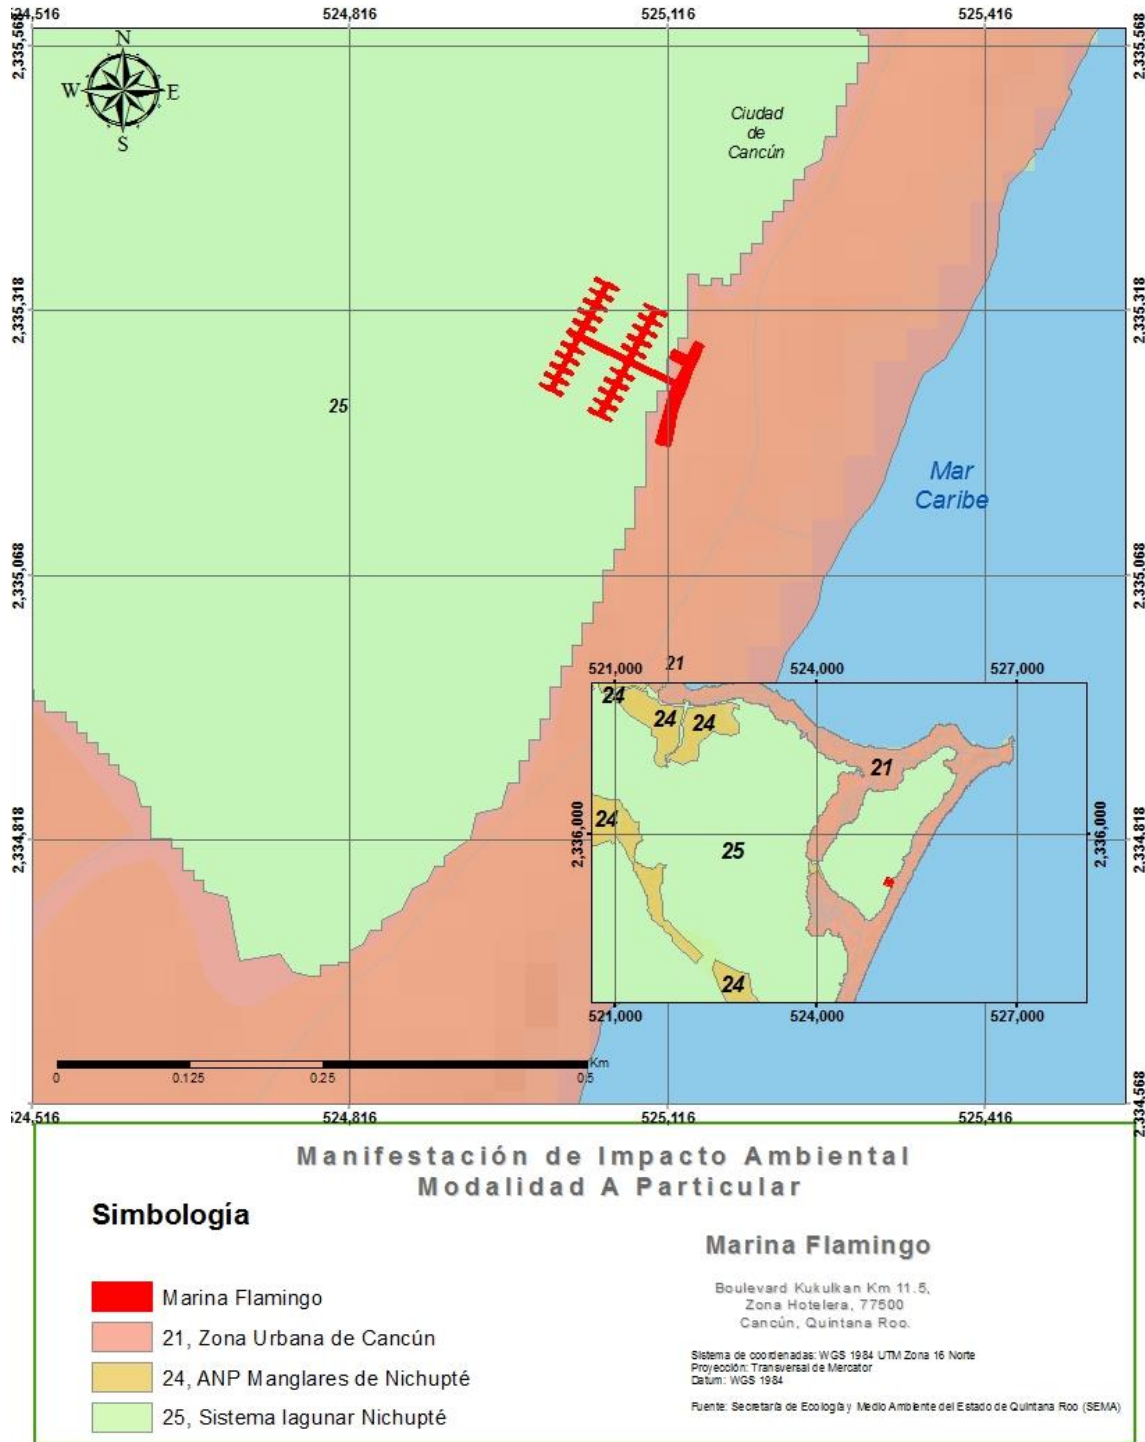 524,516 524,816 525,116 525,416
2,335,568
2,335,568
N
W E
S
Ciudad
de
Cancún
2,335,318
2,335,318
25
Mar
Caribe
2,335,068
2,335,068
21
521,000 524,000 527,000
24
24 24
21
24
2,336,000
2,336,000
25
24
521,000 524,000 527,000
2,334,818
2,334,818
Km
0 0.125 0.25 0.5
2,334,568
524,516 524,816 525,116 525,416
Manifestación de Impacto Ambiental
Modalidad A Particular
Simbología
Marina Flamingo
21, Zona Urbana de Cancún
24, ANP Manglares de Nichupté
25, Sistema lagunar Nichupté
Marina Flamingo
Boulevard Kukulkan Km 11.5,
Zona Hotelera, 77500
Cancún, Quintana Roo.
Sistema de coordenadas: WGS 1984 UTM Zona 16 Norte
Proyección: Transversal de Mercator
Datum: WGS 1984
Fuente: Secretaría de Ecología y Medio Ambiente del Estado de Quintana Roo (SEMA)